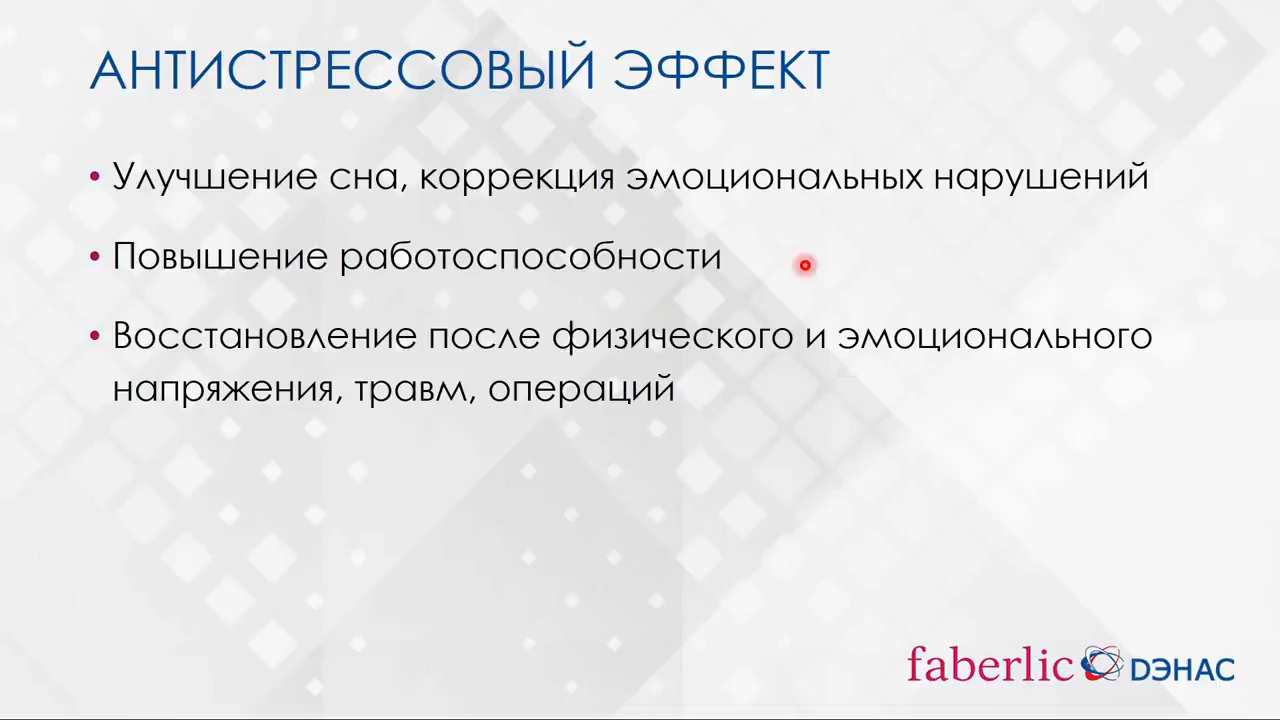 АНТИСТРЕССОВЫЙ ЭФФЕКТ
• Улучшение сна, коррекция эмоциональных нарушений
• Повышение работоспособности
• Восстановление после физического и эмоционального
напряжения, травм, операций
faberlic ДЭНАС